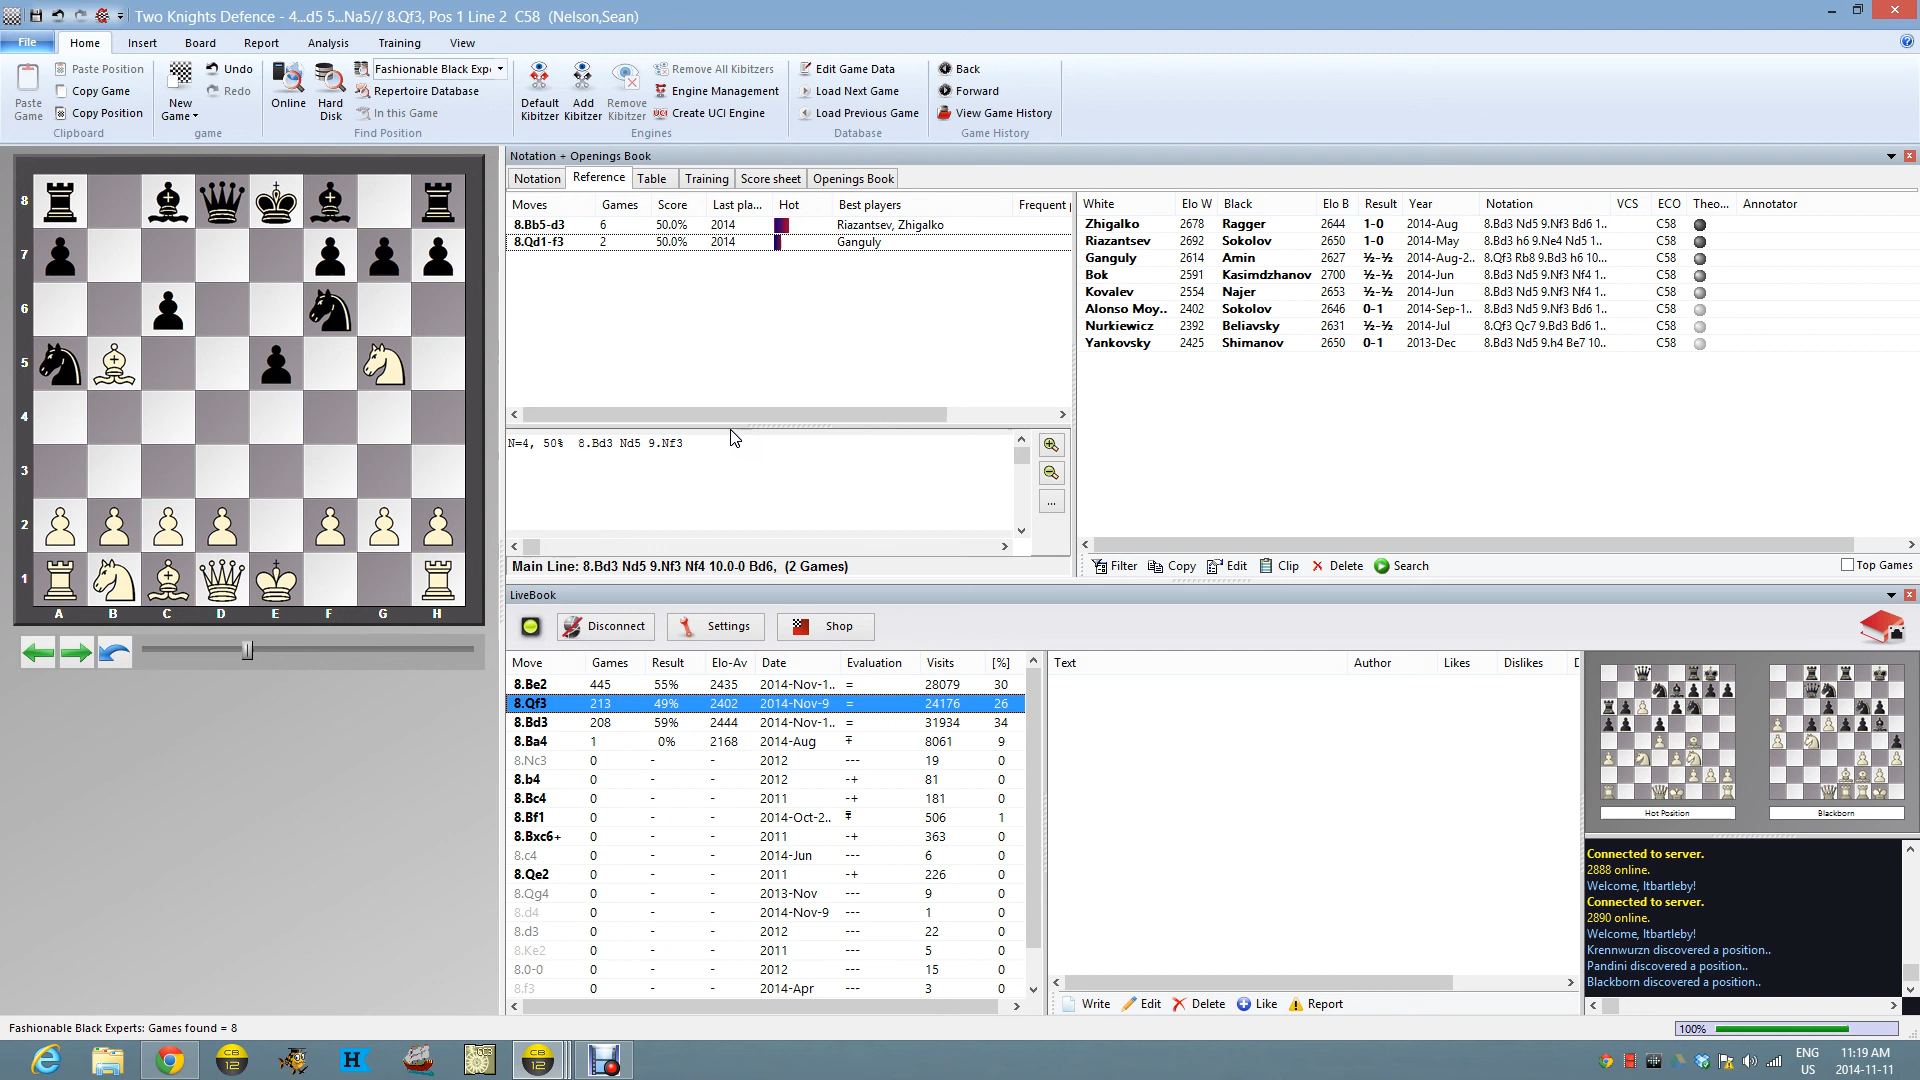 Two Knights Defence - 4...d5 5...Na5// 8.Qf3, Pos 1 Line 2  C58  (Nelson,Sean)
File Home Insert Board Report Analysis Training View
Paste Game
Paste Position
Copy Game
Copy Position
Clipboard
New Game
Undo
Redo
game
Online
Hard Disk
Fashionable Black Expe
Repertoire Database
In this Game
Find Position
Default Kibitzer
Add Kibitzer
Remove Kibitzer
Remove All Kibitzers
Engine Management
Create UCI Engine
Engines
Edit Game Data
Load Next Game
Load Previous Game
Database
Back
Forward
View Game History
Game History
8
7
6
5
4
3
2
1
A B C D E F G H
Notation + Openings Book
Notation Reference Table Training Score sheet Openings Book
Moves Games Score Last pla... Hot Best players Frequent
8.Bb5-d3 6 50.0% 2014 Riazantsev, Zhigalko
8.Qd1-f3 2 50.0% 2014 Ganguly
N=4, 50% 8.Bd3 Nd5 9.Nf3
...
Main Line: 8.Bd3 Nd5 9.Nf3 Nf4 10.0-0 Bd6, (2 Games)
White Elo W Black Elo B Result Year Notation VCS ECO Theo... Annotator
Zhigalko 2678 Ragger 2644 1-0 2014-Aug 8.Bd3 Nd5 9.Nf3 Bd6 1.. C58
Riazantsev 2692 Sokolov 2650 1-0 2014-May 8.Bd3 h6 9.Ne4 Nd5 1.. C58
Ganguly 2614 Amin 2627 ½-½ 2014-Aug-2.. 8.Qf3 Rb8 9.Bd3 h6 10... C58
Bok 2591 Kasimdzhanov 2700 ½-½ 2014-Jun 8.Bd3 Nd5 9.Nf3 Nf4 1.. C58
Kovalev 2554 Najer 2653 ½-½ 2014-Jun 8.Bd3 Nd5 9.Nf3 Nf4 1.. C58
Alonso Moy.. 2402 Sokolov 2646 0-1 2014-Sep-1.. 8.Bd3 Nd5 9.Nf3 Bd6 1.. C58
Nurkiewicz 2392 Beliavsky 2631 ½-½ 2014-Jul 8.Qf3 Qc7 9.Bd3 Bd6 1.. C58
Yankovsky 2425 Shimanov 2650 0-1 2013-Dec 8.Bd3 Nd5 9.h4 Be7 10... C58
Filter Copy Edit Clip Delete Search Top Games
LiveBook
Disconnect Settings Shop
Move Games Result Elo-Av Date Evaluation Visits [%]
8.Be2 445 55% 2435 2014-Nov-1.. = 28079 30
8.Qf3 213 49% 2402 2014-Nov-9 = 24176 26
8.Bd3 208 59% 2444 2014-Nov-1.. = 31934 34
8.Ba4 1 0% 2168 2014-Aug ∓ 8061 9
8.Nc3 0 - - 2012 --- 19 0
8.b4 0 - - 2012 -+ 81 0
8.Bc4 0 - - 2011 -+ 181 0
8.Bf1 0 - - 2014-Oct-2.. ∓ 506 1
8.Bxc6+ 0 - - 2011 -+ 363 0
8.c4 0 - - 2014-Jun --- 6 0
8.Qe2 0 - - 2011 -+ 226 0
8.Qg4 0 - - 2013-Nov --- 9 0
8.d4 0 - - 2014-Nov-9 --- 1 0
8.d3 0 - - 2012 --- 22 0
8.Ke2 0 - - 2011 --- 5 0
8.0-0 0 - - 2012 --- 15 0
8.f3 0 - - 2014-Apr --- 3 0
Text Author Likes Dislikes D
Write Edit Delete Like Report
Hot Position Blackborn
Connected to server.
2888 online.
Welcome, ltbartleby!
Connected to server.
2890 online.
Welcome, ltbartleby!
Krennwurzn discovered a position..
Pandini discovered a position..
Blackborn discovered a position..
Fashionable Black Experts: Games found = 8
100%
CB 12
H
CB 12
ENG US
11:19 AM
2014-11-11